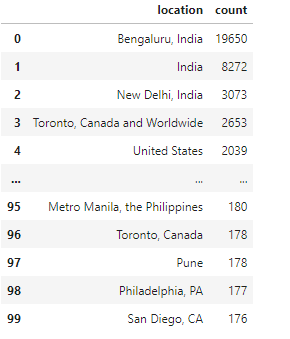 location count
0 Bengaluru, India 19650
1 India 8272
2 New Delhi, India 3073
3 Toronto, Canada and Worldwide 2653
4 United States 2039
... ... ...
95 Metro Manila, the Philippines 180
96 Toronto, Canada 178
97 Pune 178
98 Philadelphia, PA 177
99 San Diego, CA 176